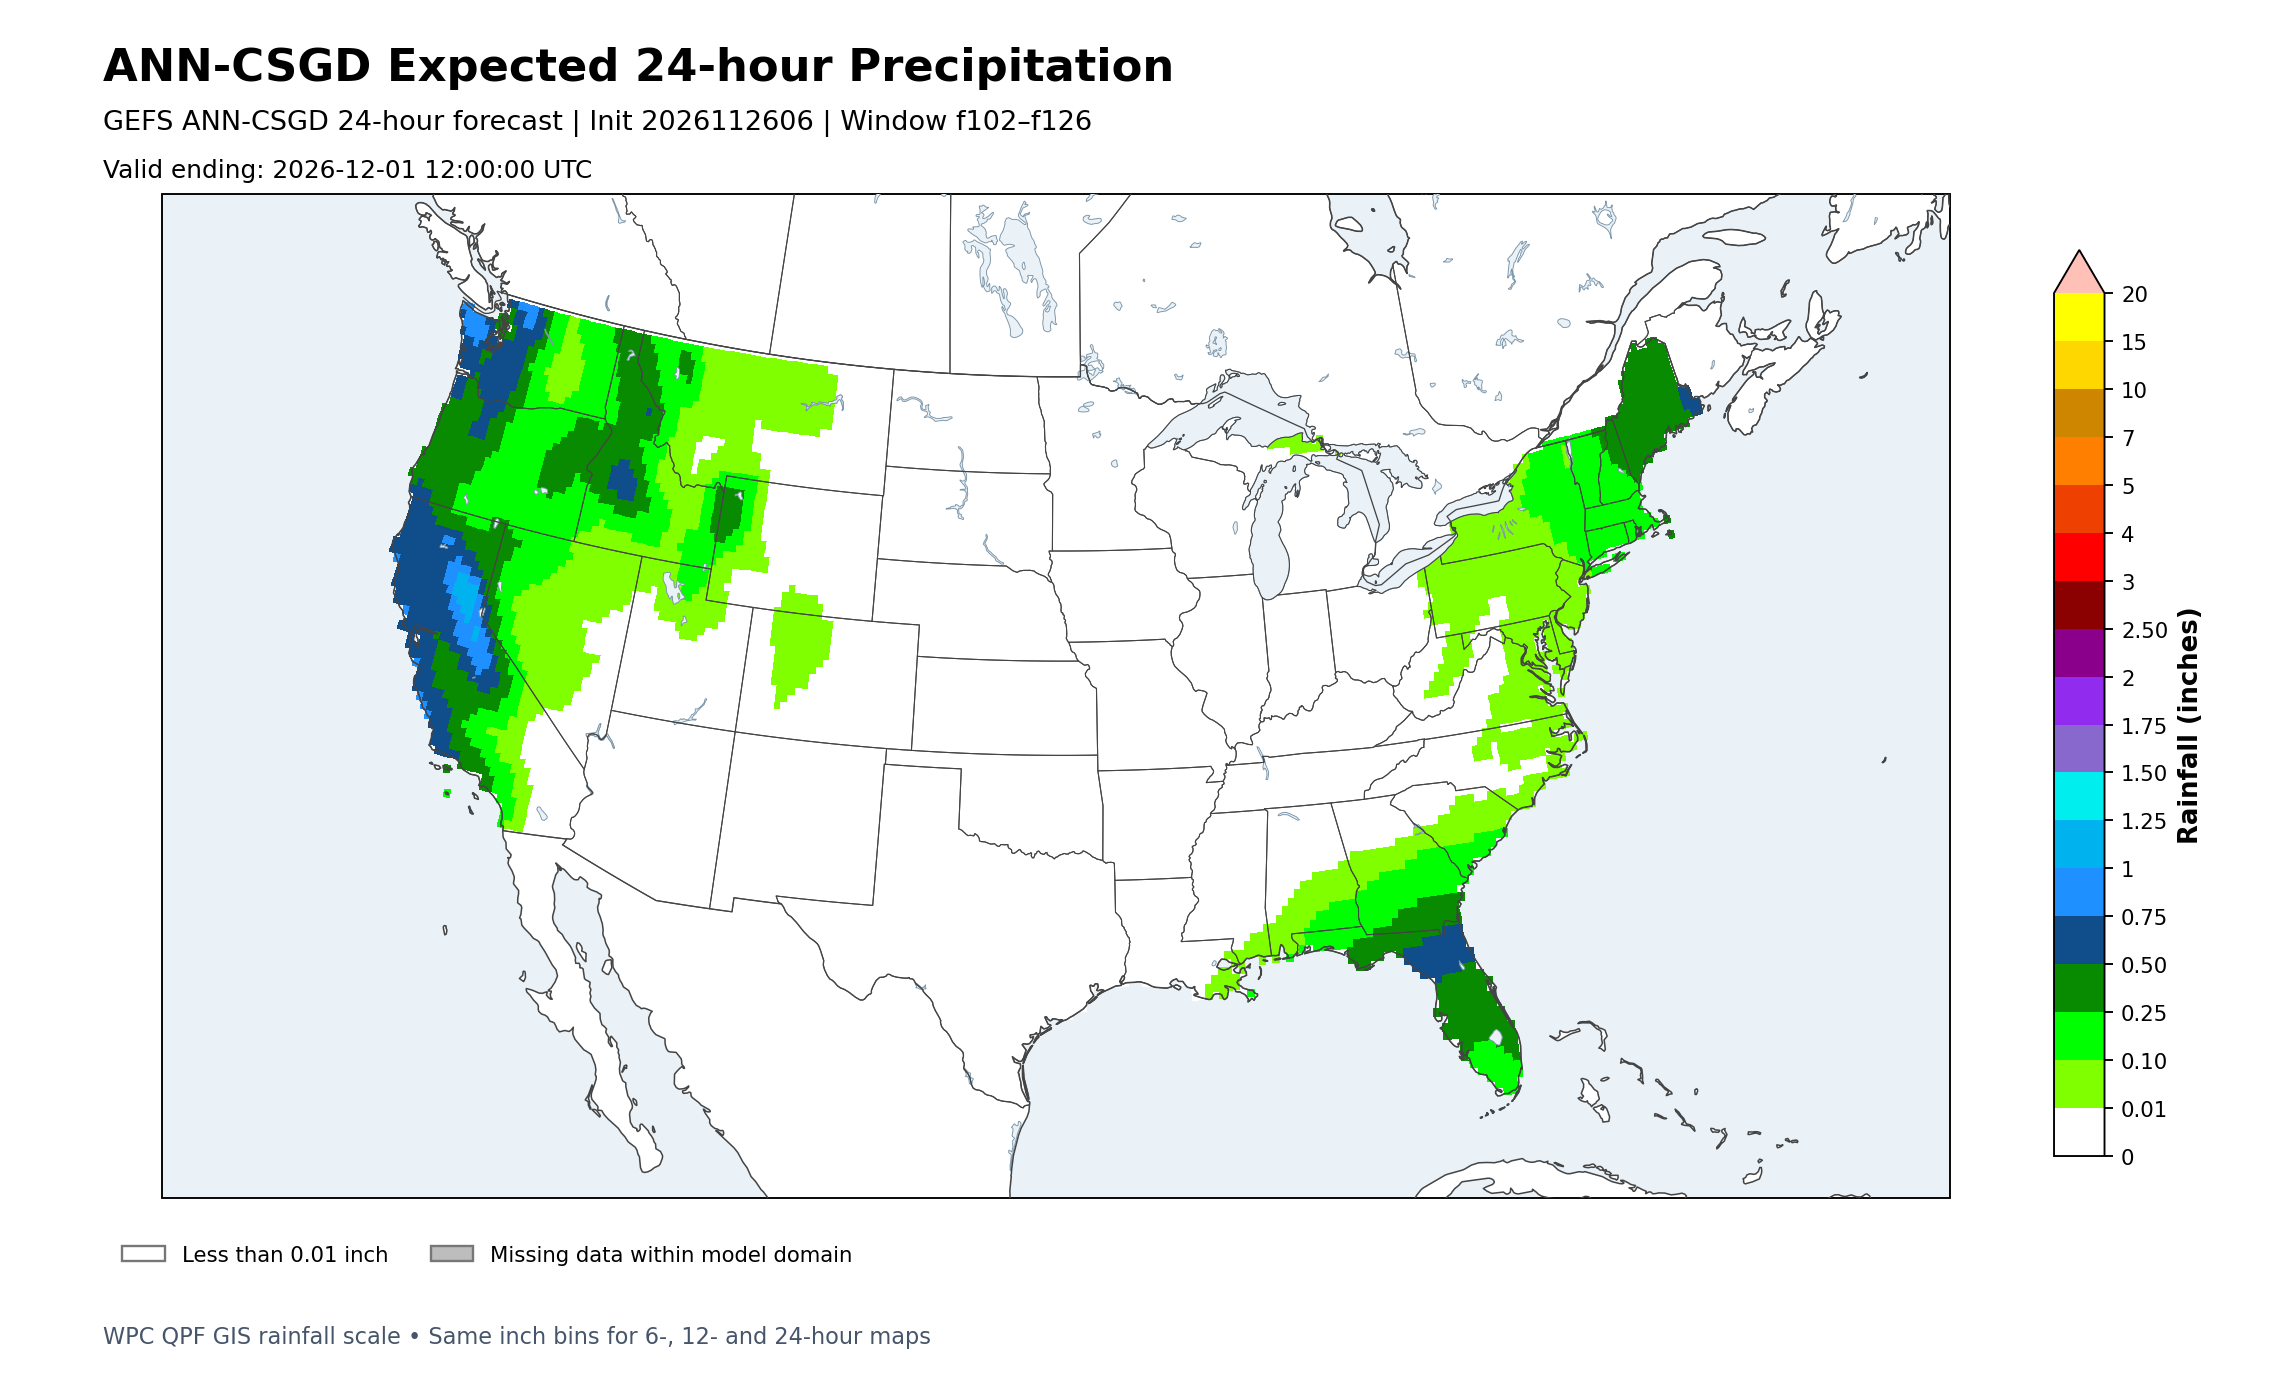 ANN-CSGD Expected 24-hour Precipitation
GEFS ANN-CSGD 24-hour forecast | Init 2026112606 | Window f102–f126
Valid ending: 2026-12-01 12:00:00 UTC
20
15
10
7
5
4
3
2.50
2
1.75
1.50
1.25
1
0.75
0.50
0.25
0.10
0.01
0
Rainfall (inches)
Less than 0.01 inch
Missing data within model domain
WPC QPF GIS rainfall scale • Same inch bins for 6-, 12- and 24-hour maps